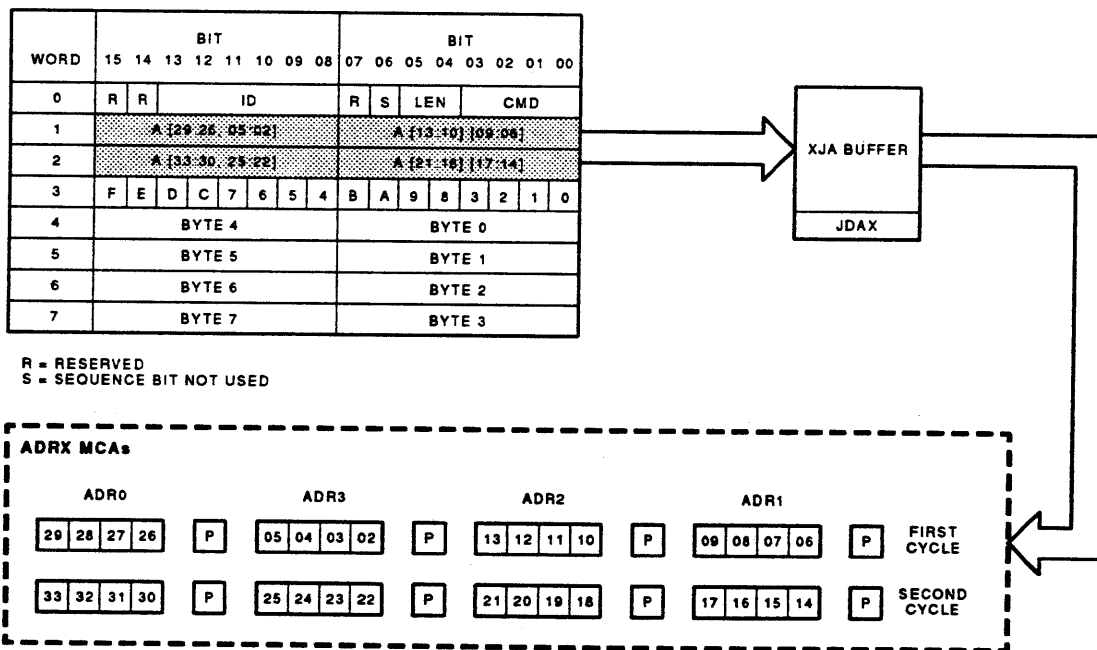 BIT BIT
WORD 15 14 13 12 11 10 09 08 07 06 05 04 03 02 01 00
0 R R ID R S LEN CMD
1 A [29:26, 05:02] A [13:10] [09:06]
2 A [33:30, 25:22] A [21:18] [17:14]
3 F E D C 7 6 5 4 B A 9 8 3 2 1 0
4 BYTE 4 BYTE 0
5 BYTE 5 BYTE 1
6 BYTE 6 BYTE 2
7 BYTE 7 BYTE 3
XJA BUFFER
JDAX
R = RESERVED
S = SEQUENCE BIT NOT USED
ADRX MCAs
ADR0 ADR3 ADR2 ADR1
29 28 27 26 P 05 04 03 02 P 13 12 11 10 P 09 08 07 06 P FIRST
CYCLE
33 32 31 30 P 25 24 23 22 P 21 20 19 18 P 17 16 15 14 P SECOND
CYCLE